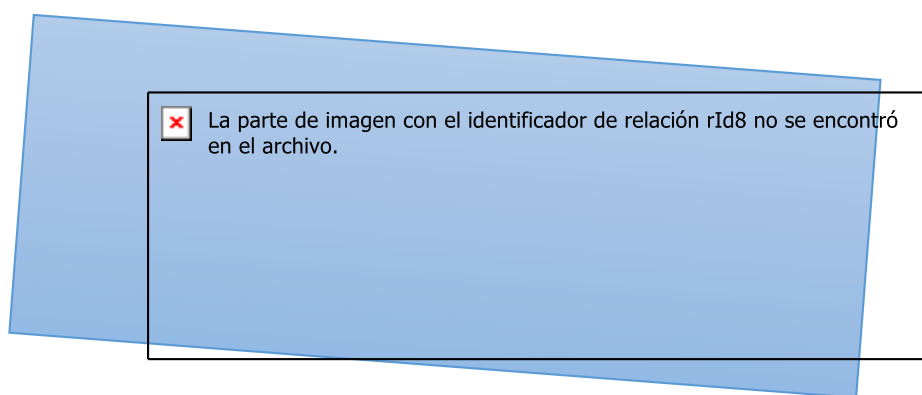 La parte de imagen con el identificador de relación rId8 no se encontró
en el archivo.